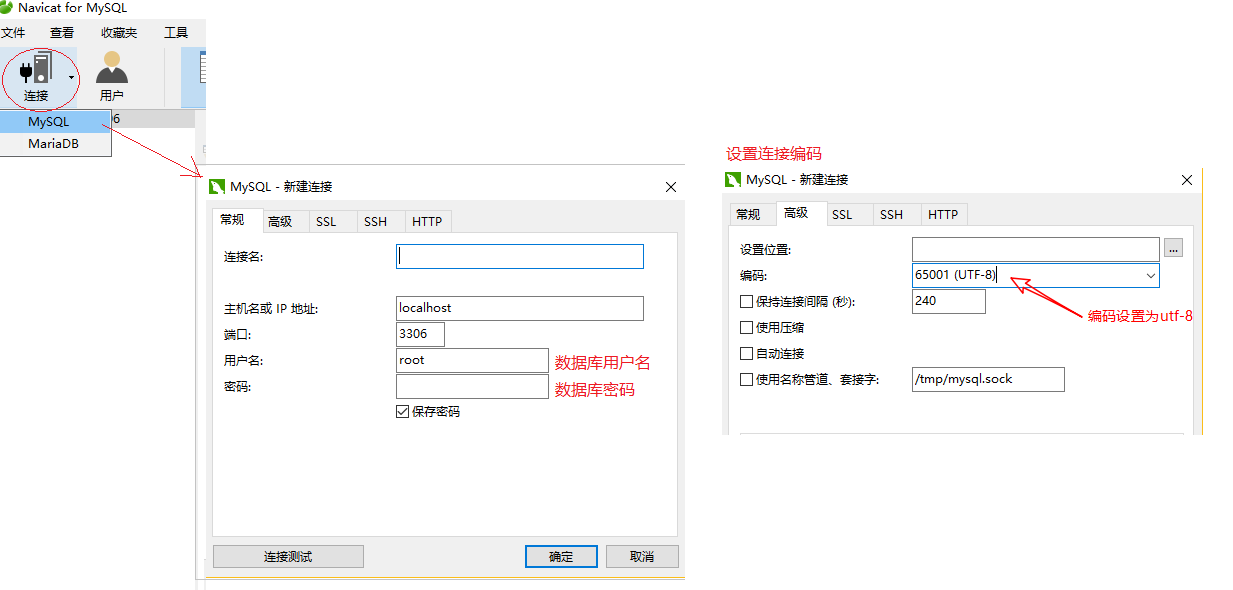 Navicat for MySQL
文件 查看 收藏夹 工具
连接 用户
MySQL
06
MariaDB
MySQL - 新建连接
常规 高级 SSL SSH HTTP
连接名:
主机名或 IP 地址: localhost
端口: 3306
用户名: root 数据库用户名
密码: 数据库密码
保存密码
连接测试 确定 取消
设置连接编码
MySQL - 新建连接
常规 高级 SSL SSH HTTP
设置位置: ...
编码: 65001 (UTF-8)
保持连接间隔 (秒): 240
编码设置为utf-8
使用压缩
自动连接
使用名称管道、套接字: /tmp/mysql.sock